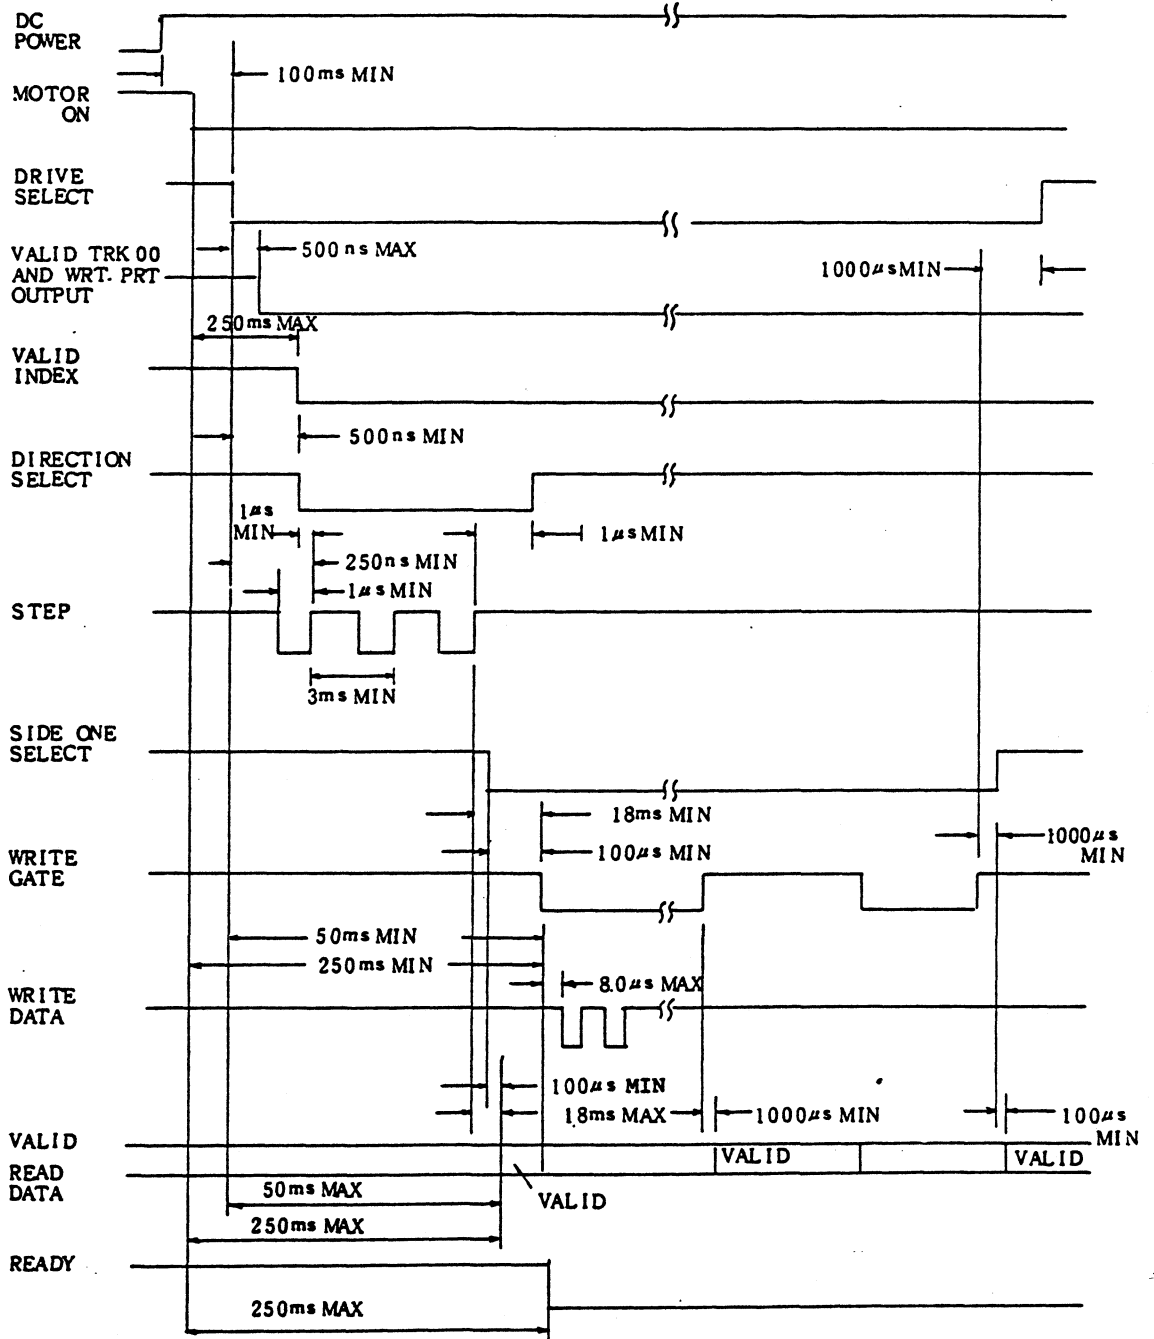 DC
POWER
100ms MIN
MOTOR
ON
DRIVE
SELECT
VALID TRK 00
AND WRT. PRT
OUTPUT
500ns MAX
1000µs MIN
250ms MAX
VALID
INDEX
500ns MIN
DIRECTION
SELECT
1µs
MIN
1µs MIN
250ns MIN
1µs MIN
STEP
3ms MIN
SIDE ONE
SELECT
18ms MIN
1000µs
MIN
100µs MIN
WRITE
GATE
50ms MIN
250ms MIN
8.0µs MAX
WRITE
DATA
100µs MIN
18ms MAX
1000µs MIN
100µs
MIN
VALID
READ
DATA
VALID
VALID
VALID
50ms MAX
250ms MAX
READY
250ms MAX